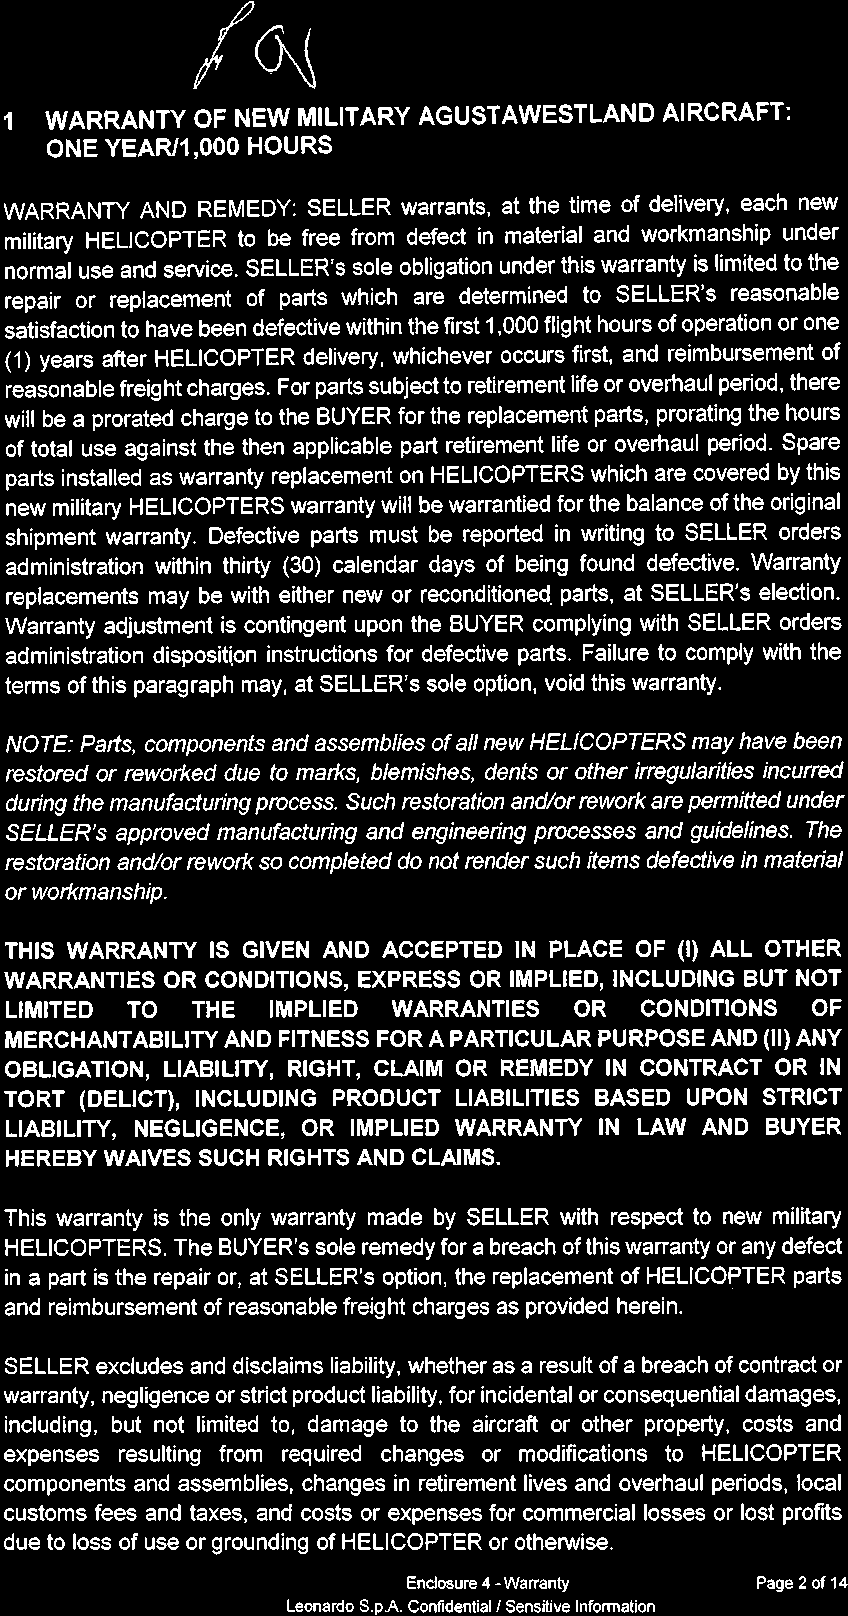 1 WARRANTY OF NEW MILITARY AGUSTAWESTLAND AIRCRAFT:
ONE YEAR/1,000 HOURS
WARRANTY AND REMEDY: SELLER warrants, at the time of delivery, each new
military HELICOPTER to be free from defect in material and workmanship under
normal use and service. SELLER's sole obligation under this warranty is limited to the
repair or replacement of parts which are determined to SELLER's reasonable
satisfaction to have been defective within the first 1,000 flight hours of operation or one
(1) years after HELICOPTER delivery, whichever occurs first, and reimbursement of
reasonable freight charges. For parts subject to retirement life or overhaul period, there
will be a prorated charge to the BUYER for the replacement parts, prorating the hours
of total use against the then applicable part retirement life or overhaul period. Spare
parts installed as warranty replacement on HELICOPTERS which are covered by this
new military HELICOPTERS warranty will be warrantied for the balance of the original
shipment warranty. Defective parts must be reported in writing to SELLER orders
administration within thirty (30) calendar days of being found defective. Warranty
replacements may be with either new or reconditioned parts, at SELLER's election.
Warranty adjustment is contingent upon the BUYER complying with SELLER orders
administration disposition instructions for defective parts. Failure to comply with the
terms of this paragraph may, at SELLER's sole option, void this warranty.
NOTE: Parts, components and assemblies of all new HELICOPTERS may have been
restored or reworked due to marks, blemishes, dents or other irregularities incurred
during the manufacturing process. Such restoration and/or rework are permitted under
SELLER's approved manufacturing and engineering processes and guidelines. The
restoration and/or rework so completed do not render such items defective in material
or workmanship.
THIS WARRANTY IS GIVEN AND ACCEPTED IN PLACE OF (I) ALL OTHER
WARRANTIES OR CONDITIONS, EXPRESS OR IMPLIED, INCLUDING BUT NOT
LIMITED TO THE IMPLIED WARRANTIES OR CONDITIONS OF
MERCHANTABILITY AND FITNESS FOR A PARTICULAR PURPOSE AND (II) ANY
OBLIGATION, LIABILITY, RIGHT, CLAIM OR REMEDY IN CONTRACT OR IN
TORT (DELICT), INCLUDING PRODUCT LIABILITIES BASED UPON STRICT
LIABILITY, NEGLIGENCE, OR IMPLIED WARRANTY IN LAW AND BUYER
HEREBY WAIVES SUCH RIGHTS AND CLAIMS.
This warranty is the only warranty made by SELLER with respect to new military
HELICOPTERS. The BUYER's sole remedy for a breach of this warranty or any defect
in a part is the repair or, at SELLER's option, the replacement of HELICOPTER parts
and reimbursement of reasonable freight charges as provided herein.
SELLER excludes and disclaims liability, whether as a result of a breach of contract or
warranty, negligence or strict product liability, for incidental or consequential damages,
including, but not limited to, damage to the aircraft or other property, costs and
expenses resulting from required changes or modifications to HELICOPTER
components and assemblies, changes in retirement lives and overhaul periods, local
customs fees and taxes, and costs or expenses for commercial losses or lost profits
due to loss of use or grounding of HELICOPTER or otherwise.
Enclosure 4 - Warranty Page 2 of 14
Leonardo S.p.A. Confidential / Sensitive Information